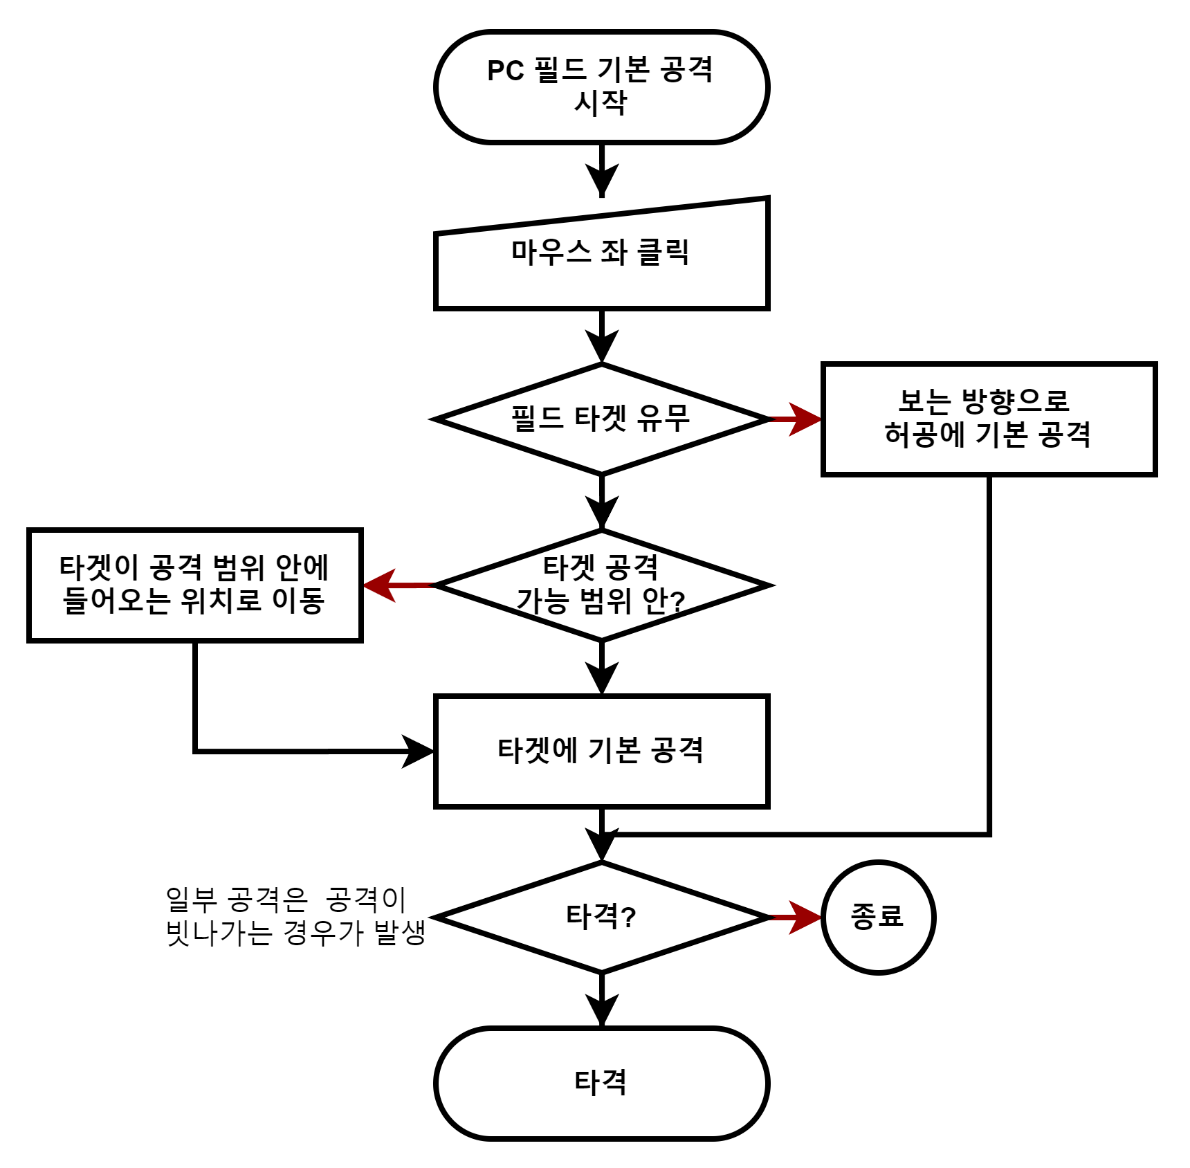 PC 필드 기본 공격
시작
마우스 좌 클릭
필드 타겟 유무
보는 방향으로
허공에 기본 공격
타겟 공격
가능 범위 안?
타겟이 공격 범위 안에
들어오는 위치로 이동
타겟에 기본 공격
일부 공격은  공격이
빗나가는 경우가 발생
타격?
종료
타격